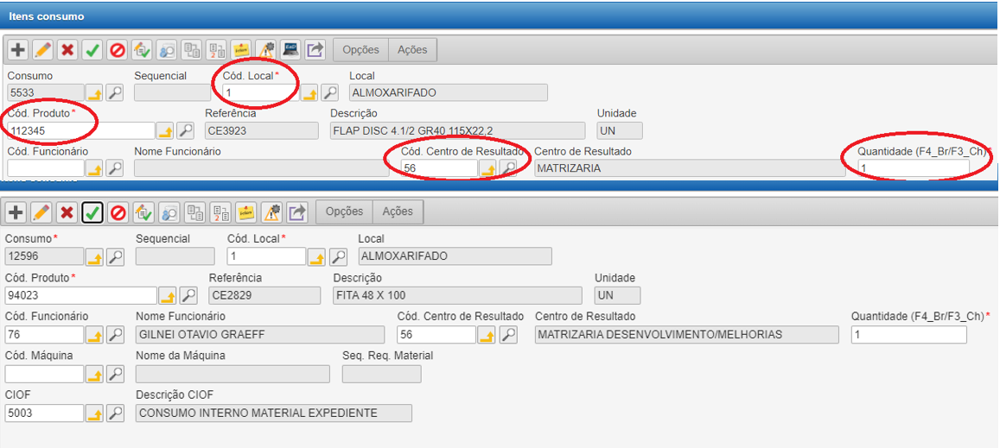 Itens consumo
Opções Ações
Consumo Sequencial Cód. Local* Local
5533 1 ALMOXARIFADO
Cód. Produto* Referência Descrição Unidade
112345 CE3923 FLAP DISC 4.1/2 GR40 115X22,2 UN
Cód. Funcionário Nome Funcionário Cód. Centro de Resultado Centro de Resultado Quantidade (F4_Br/F3_Ch)*
56 MATRIZARIA 1
Opções Ações
Consumo* Sequencial Cód. Local* Local
12596 1 ALMOXARIFADO
Cód. Produto* Referência Descrição Unidade
94023 CE2829 FITA 48 X 100 UN
Cód. Funcionário Nome Funcionário Cód. Centro de Resultado Centro de Resultado Quantidade (F4_Br/F3_Ch)*
76 GILNEI OTAVIO GRAEFF 56 MATRIZARIA DESENVOLVIMENTO/MELHORIAS 1
Cód. Máquina Nome da Máquina Seq. Req. Material
CIOF Descrição CIOF
5003 CONSUMO INTERNO MATERIAL EXPEDIENTE